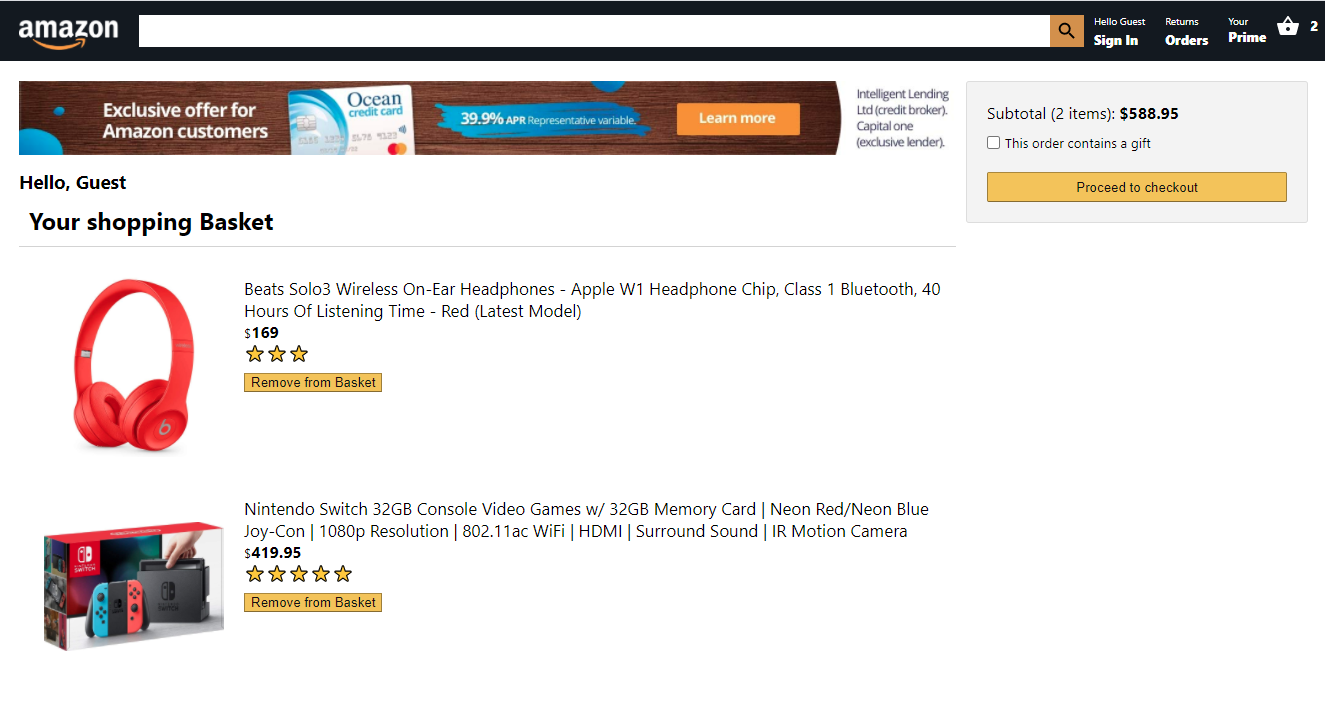 amazon
Hello Guest
Sign In
Returns
Orders
Your
Prime
2
Exclusive offer for
Amazon customers
Ocean
credit card
39.9% APR Representative variable.
Learn more
Intelligent Lending
Ltd (credit broker).
Capital one
(exclusive lender).
Subtotal (2 items): $588.95
This order contains a gift
Proceed to checkout
Hello, Guest
Your shopping Basket
Beats Solo3 Wireless On-Ear Headphones - Apple W1 Headphone Chip, Class 1 Bluetooth, 40
Hours Of Listening Time - Red (Latest Model)
$169
Remove from Basket
Nintendo Switch 32GB Console Video Games w/ 32GB Memory Card | Neon Red/Neon Blue
Joy-Con | 1080p Resolution | 802.11ac WiFi | HDMI | Surround Sound | IR Motion Camera
$419.95
Remove from Basket
SWITCH